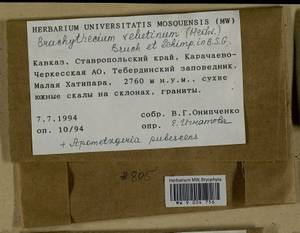 HERBARIUM UNIVERSITATIS MOSQUENSIS (MW)
Brachythecium velutinum (Hedw.)
Bruch et Schimp. in B.S.G.
Кавказ. Ставропольский край, Карачаево-
Черкесская АО, Тебердинский заповедник.
Малая Хатипара. 2760 м н.у.м., сухие
южные скалы на склонах. граниты.
7.7.1994 собр. В.Г.Онипченко
оп. 10/94 опр. Е. Игнатова
+ Apometzgeria pubescens
#805
Herbarium MW, Bryophyta
MW 9 034 756